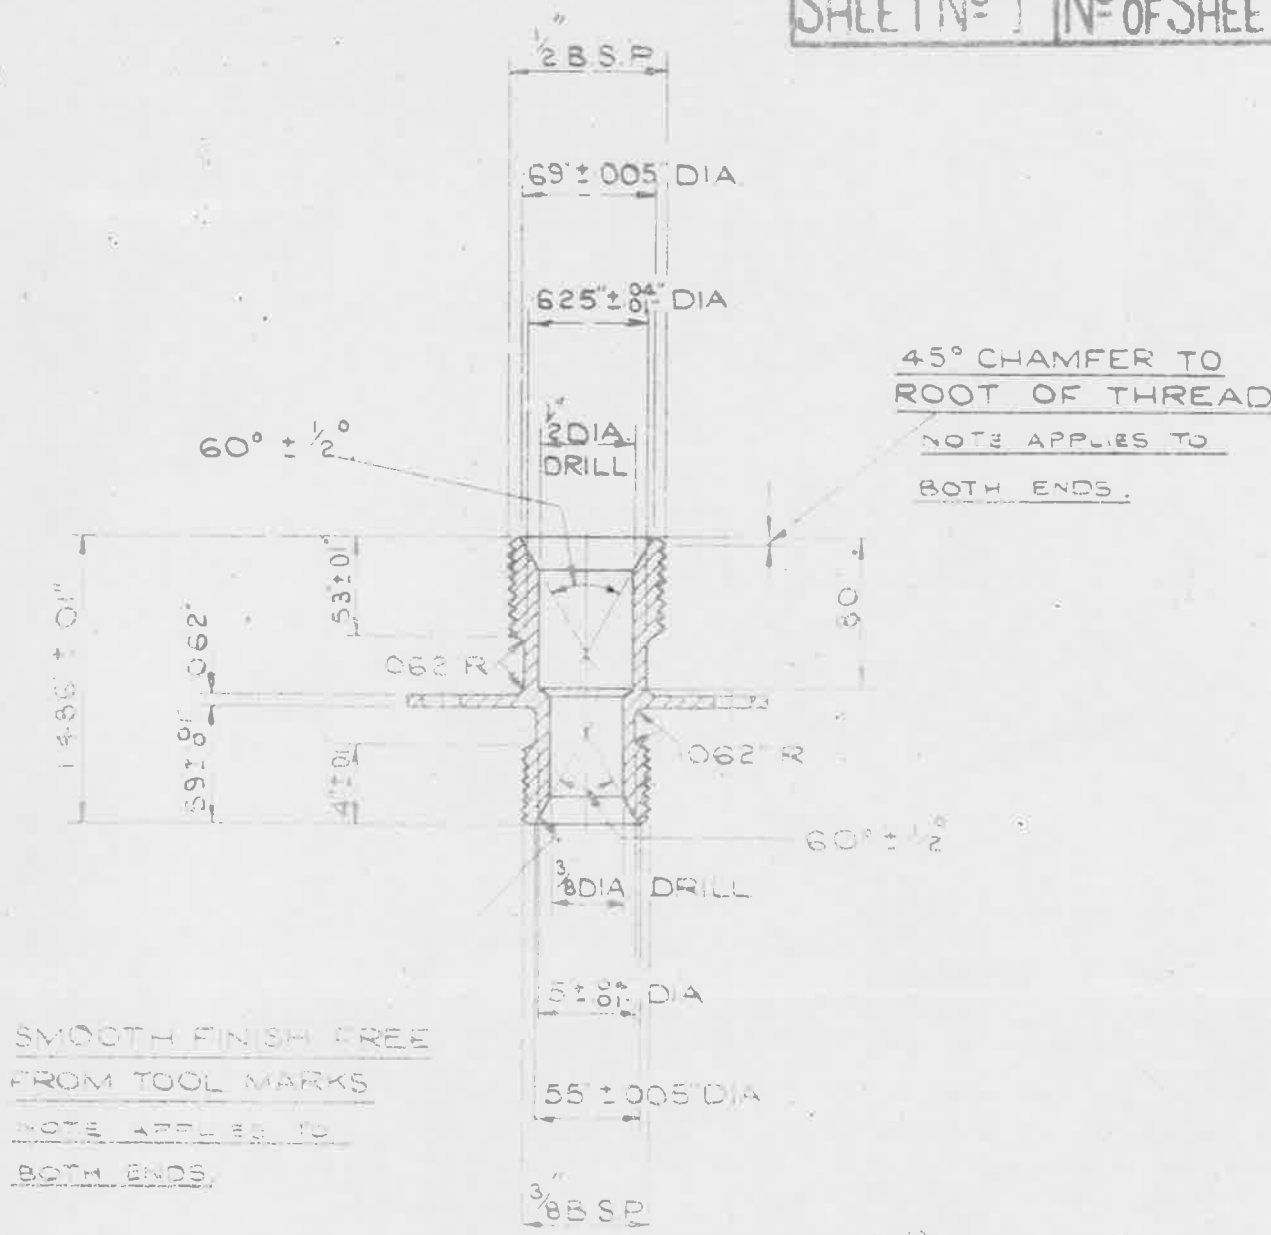 SHEET Nº 1 Nº OF SHEE
1/2" B.S.P.
69" ± 005" DIA
625" ± 04" 01 DIA
1/2" DIA.
DRILL
60° ± 1/2°
45° CHAMFER TO
ROOT OF THREAD
NOTE APPLIES TO
BOTH ENDS.
53" ± 01"
80"
1486" ± 01"
062"
062" R
59" ± 01" 0
4" ± 01"
062" R
60° ± 1/2°
3/8 DIA DRILL
5" ± 04 01 DIA
SMOOTH FINISH FREE
FROM TOOL MARKS
NOTE APPLIES TO
BOTH ENDS.
55" ± 005" DIA
3/8" B S P